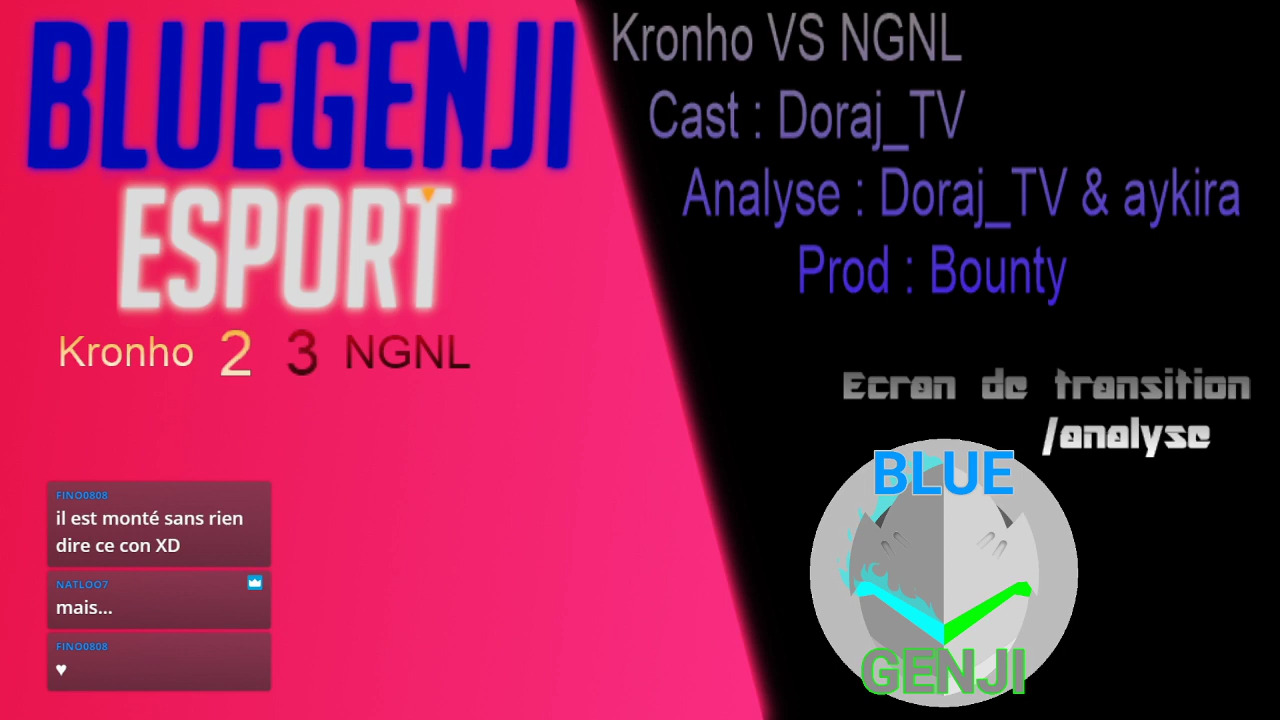 BLUEGENJI
ESPORT
Kronho 2 3 NGNL
FINO0808
il est monté sans rien
dire ce con XD
NATLOO7
mais...
FINO0808
♥
Kronho VS NGNL
Cast : Doraj_TV
Analyse : Doraj_TV & aykira
Prod : Bounty
Ecran de transition
/analyse
BLUE
GENJI